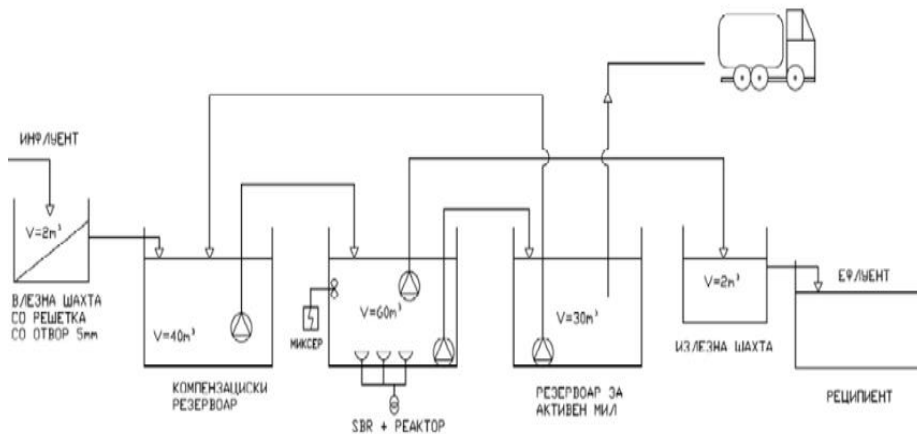 ИНФЛУЕНТ
V=2m³
ВЛЕЗНА ШАХТА
СО РЕШЕТКА
СО ОТВОР 5mm
V=40m³
КОМПЕНЗАЦИСКИ
РЕЗЕРВОАР
МИКСЕР
V=60m³
SBR + РЕАКТОР
V=30m³
РЕЗЕРВОАР ЗА
АКТИВЕН МИЛ
V=2m³
ИЗЛЕЗНА ШАХТА
ЕФЛУЕНТ
РЕЦИПИЕНТ